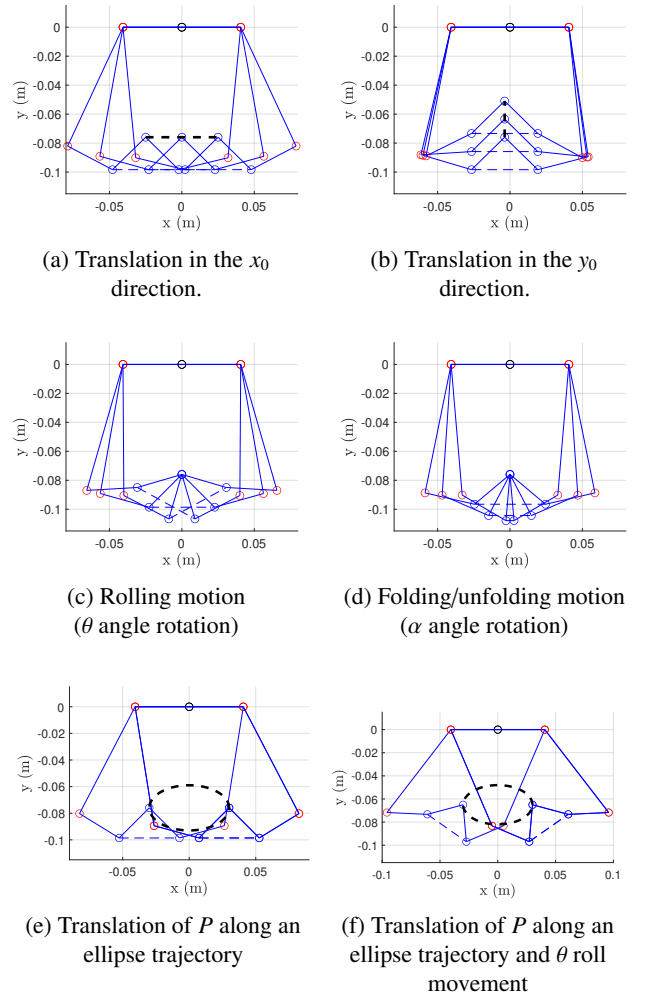 0
-0.02
-0.04
-0.06
-0.08
-0.1
y (m)
-0.05 0 0.05
x (m)
(a) Translation in the x0
direction.
0
-0.02
-0.04
-0.06
-0.08
-0.1
y (m)
-0.05 0 0.05
x (m)
(b) Translation in the y0
direction.
0
-0.02
-0.04
-0.06
-0.08
-0.1
y (m)
-0.05 0 0.05
x (m)
(c) Rolling motion
(θ angle rotation)
0
-0.02
-0.04
-0.06
-0.08
-0.1
y (m)
-0.05 0 0.05
x (m)
(d) Folding/unfolding motion
(α angle rotation)
0
-0.02
-0.04
-0.06
-0.08
-0.1
y (m)
-0.05 0 0.05
x (m)
(e) Translation of P along an
ellipse trajectory
0
-0.02
-0.04
-0.06
-0.08
-0.1
y (m)
-0.1 -0.05 0 0.05 0.1
x (m)
(f) Translation of P along an
ellipse trajectory and θ roll
movement